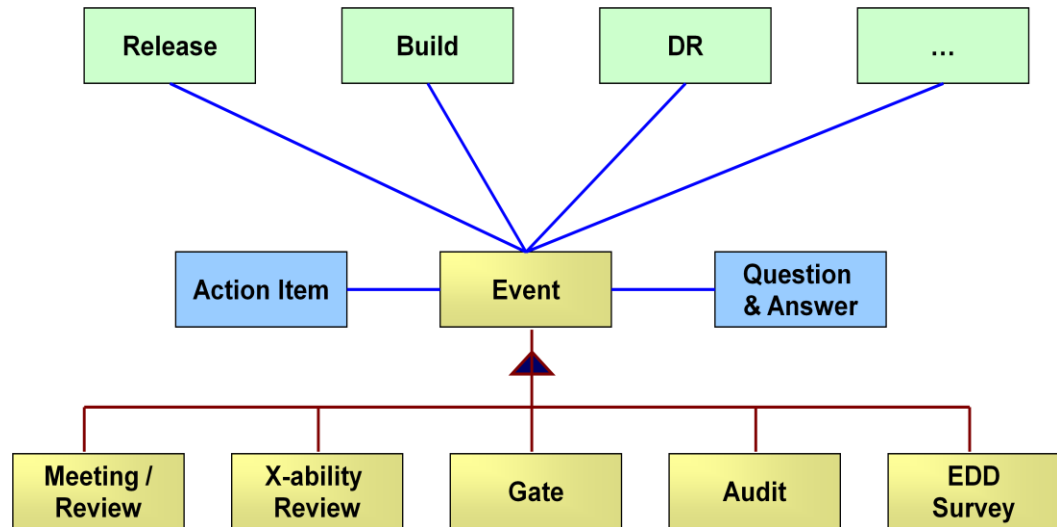 Release
Build
DR
...
Action Item
Event
Question
& Answer
Meeting /
Review
X-ability
Review
Gate
Audit
EDD
Survey